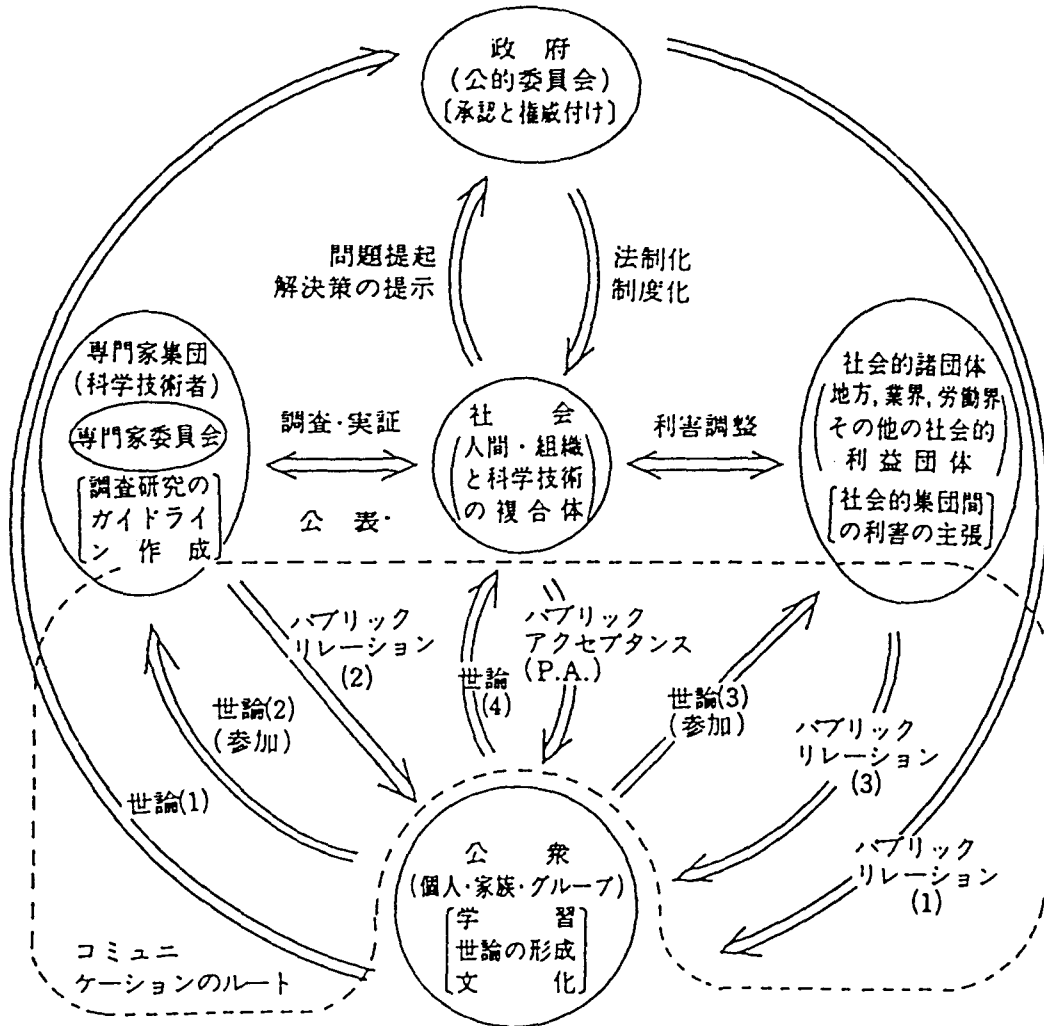 政　府
(公的委員会)
〔承認と権威付け〕
問題提起
解決策の提示
法制化
制度化
専門家集団
(科学技術者)
専門家委員会
調査研究の
ガイドライ
ン作成
調査・実証
公表
社　会
人間・組織
と科学技術
の複合体
利害調整
社会的諸団体
地方,業界,労働界
その他の社会的
利益団体
社会的集団間
の利害の主張
パブリック
リレーション
(2)
世論(2)
(参加)
世論(1)
世論
(4)
パブリック
アクセプタンス
(P.A.)
世論(3)
(参加)
パブリック
リレーション
(3)
パブリック
リレーション
(1)
公　衆
(個人・家族・グループ)
学　習
世論の形成
文　化
コミュニ
ケーションのルート